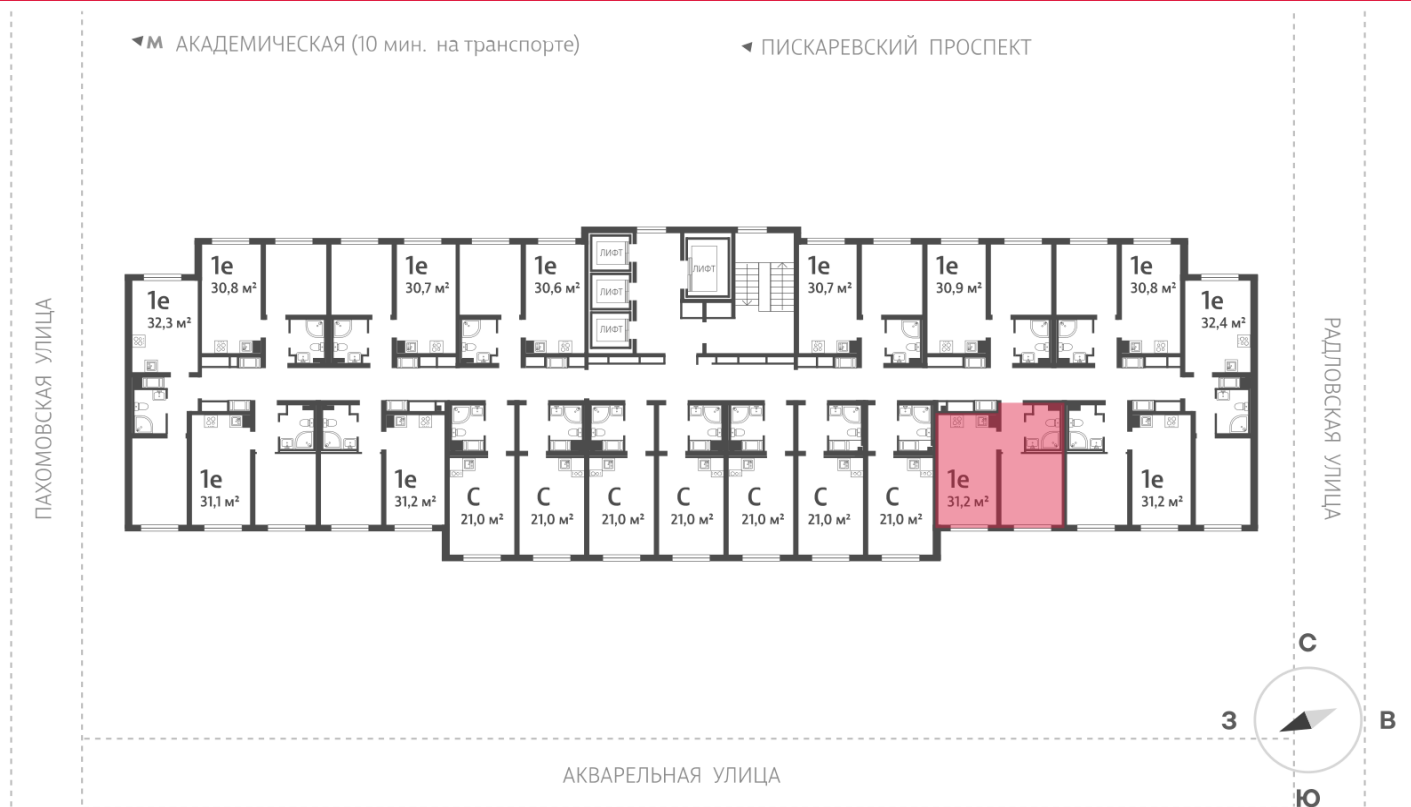 М АКАДЕМИЧЕСКАЯ (10 мин. на транспорте)
ПИСКАРЕВСКИЙ ПРОСПЕКТ
ПАХОМОВСКАЯ УЛИЦА
РАДЛОВСКАЯ УЛИЦА
1е
32,3 м²
1е
30,8 м²
1е
30,7 м²
1е
30,6 м²
ЛИФТ
ЛИФТ
ЛИФТ
ЛИФТ
1е
30,7 м²
1е
30,9 м²
1е
30,8 м²
1е
32,4 м²
1е
31,1 м²
1е
31,2 м²
С
21,0 м²
С
21,0 м²
С
21,0 м²
С
21,0 м²
С
21,0 м²
С
21,0 м²
С
21,0 м²
1е
31,2 м²
1е
31,2 м²
С
З
В
Ю
АКВАРЕЛЬНАЯ УЛИЦА